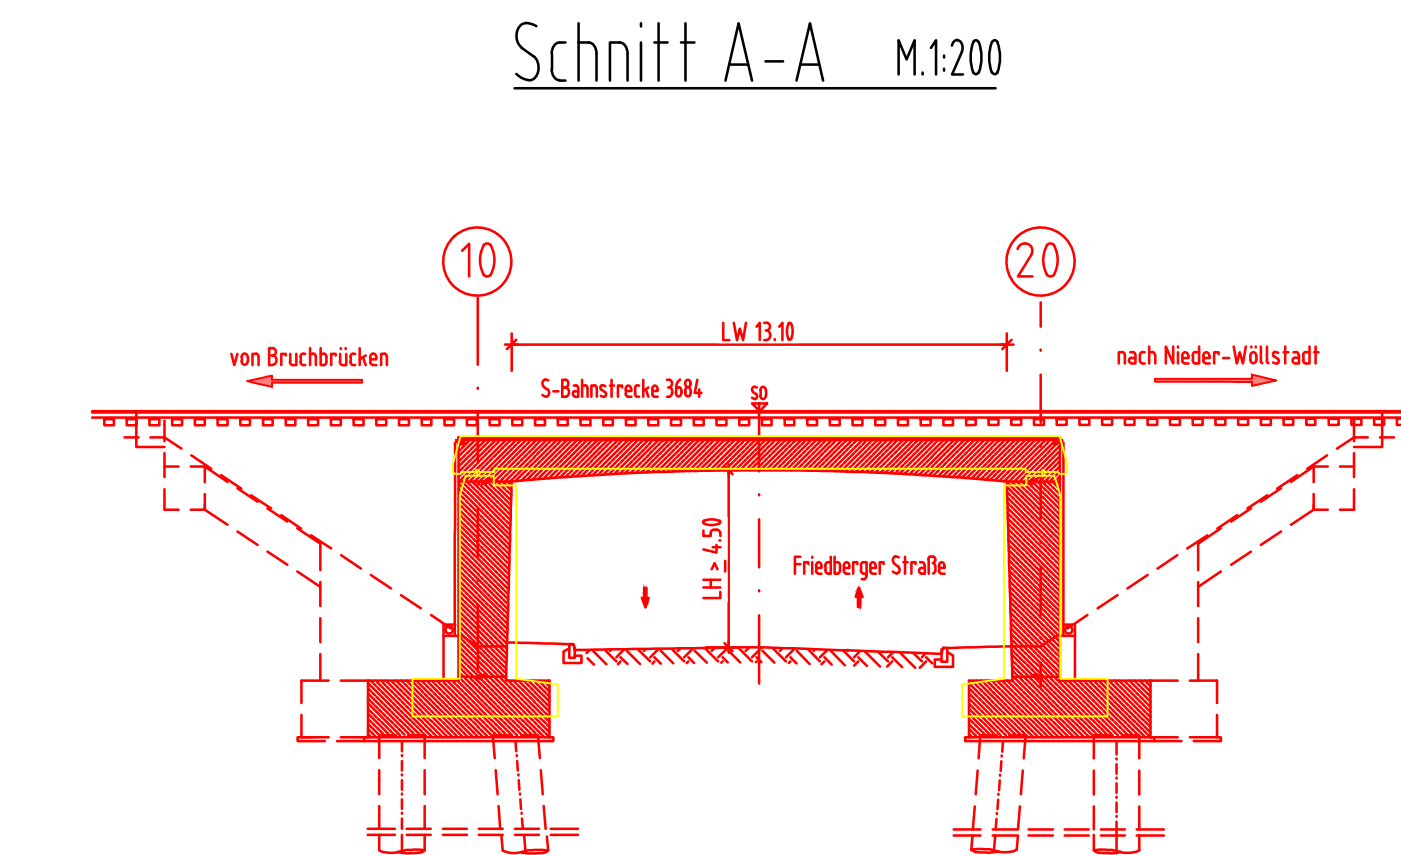 Schnitt A-A M.1:200
10
20
LW 13.10
von Bruchbrücken
nach Nieder-Wöllstadt
S-Bahnstrecke 3684
SO
LH ≥ 4.50
Friedberger Straße